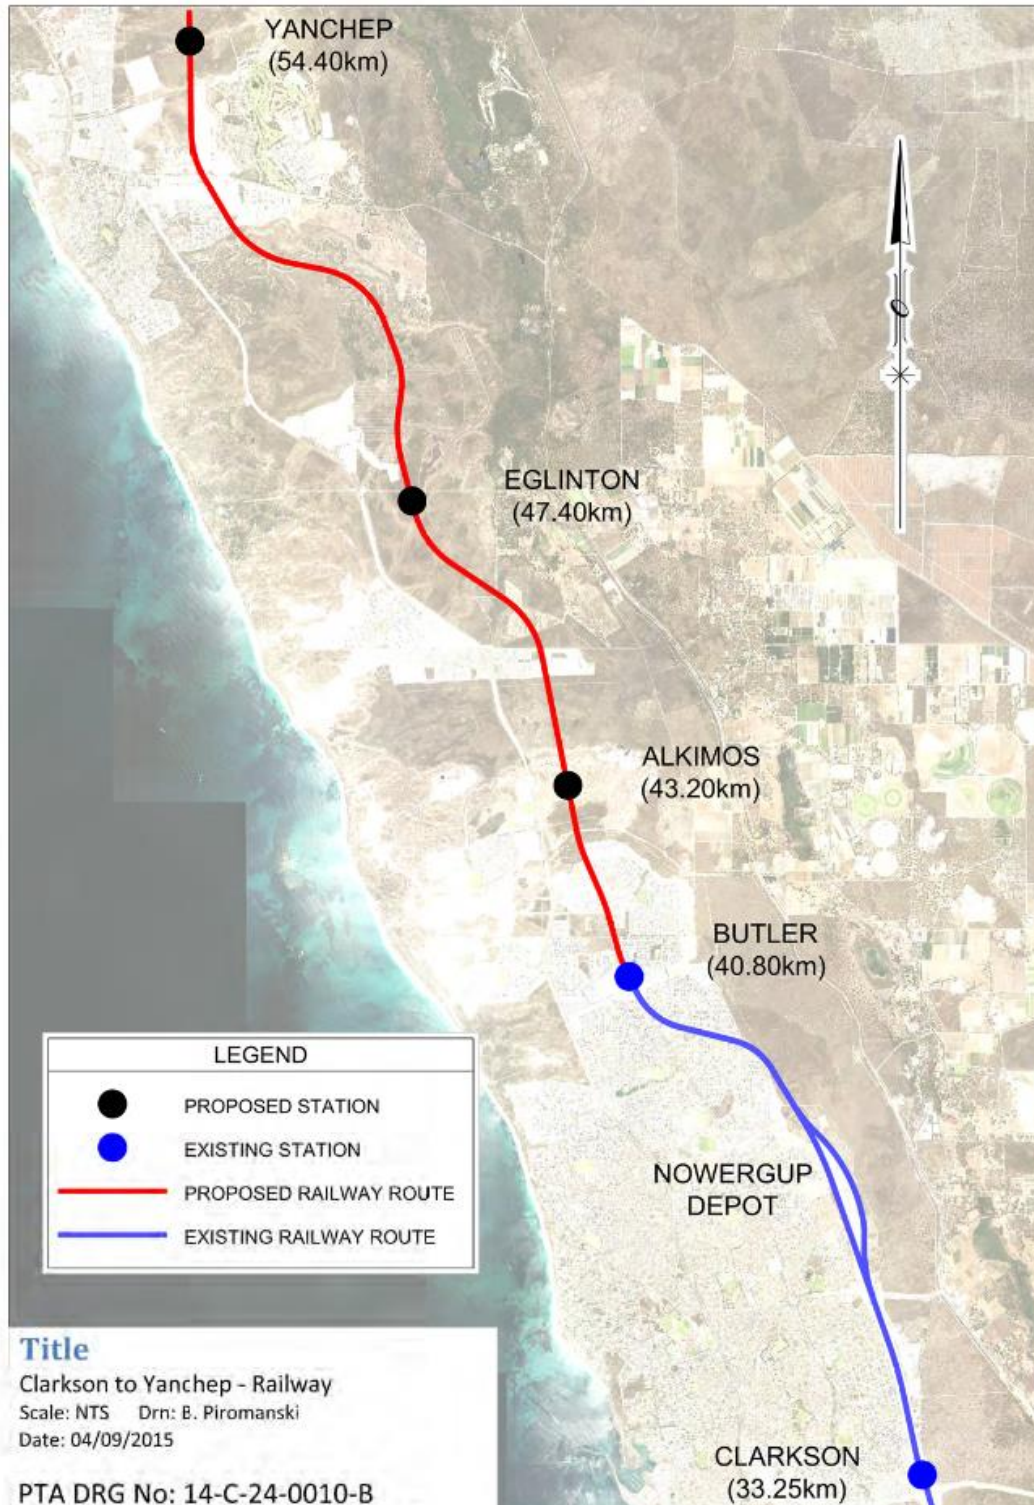 YANCHEP
(54.40km)
EGLINTON
(47.40km)
ALKIMOS
(43.20km)
BUTLER
(40.80km)
LEGEND
PROPOSED STATION
EXISTING STATION
PROPOSED RAILWAY ROUTE
EXISTING RAILWAY ROUTE
NOWERGUP
DEPOT
Title
Clarkson to Yanchep - Railway
Scale: NTS Drn: B. Piromanski
Date: 04/09/2015
PTA DRG No: 14-C-24-0010-B
CLARKSON
(33.25km)